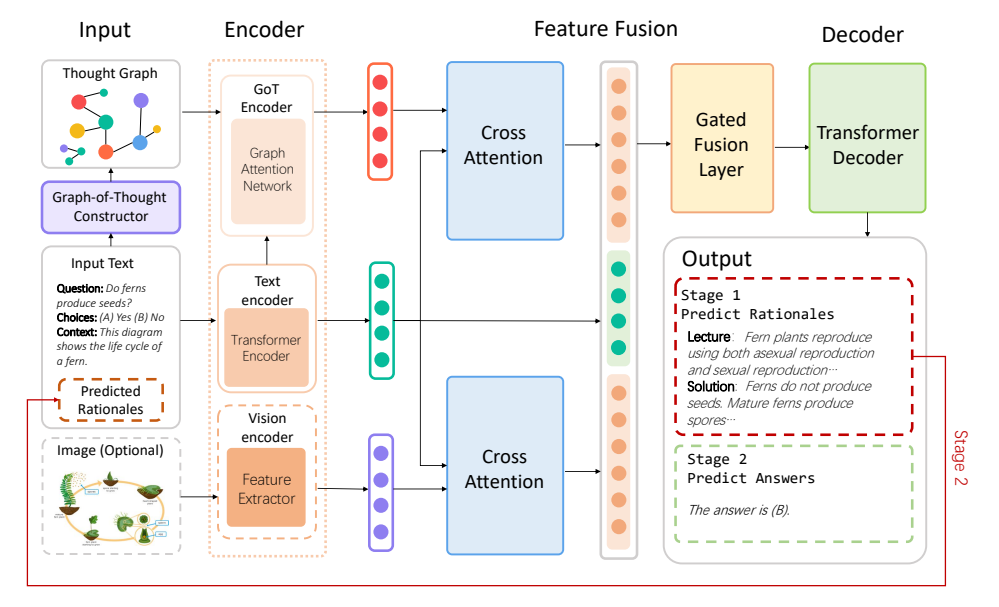 Input
Encoder
Feature Fusion
Decoder
Thought Graph
Graph-of-Thought
Constructor
Input Text
Question: Do ferns
produce seeds?
Choices: (A) Yes (B) No
Context: This diagram
shows the life cycle of
a fern.
Predicted
Rationales
Image (Optional)
GoT
Encoder
Graph
Attention
Network
Text
encoder
Transformer
Encoder
Vision
encoder
Feature
Extractor
Cross
Attention
Cross
Attention
Gated
Fusion
Layer
Transformer
Decoder
Output
Stage 1
Predict Rationales
Lecture: Fern plants reproduce
using both asexual reproduction
and sexual reproduction⋯
Solution: Ferns do not produce
seeds. Mature ferns produce
spores⋯
Stage 2
Predict Answers
The answer is (B).
Stage 2